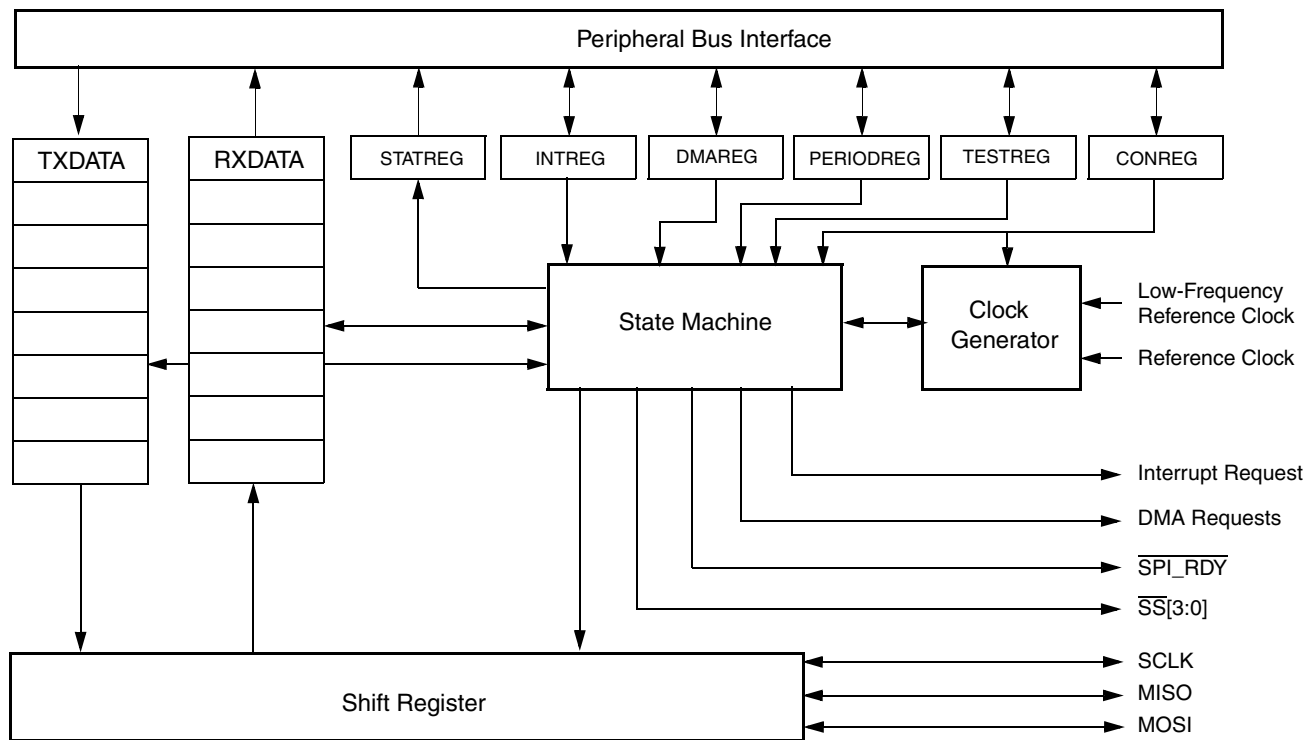 Peripheral Bus Interface
TXDATA
RXDATA
STATREG
INTREG
DMAREG
PERIODREG
TESTREG
CONREG
State Machine
Clock
Generator
Low-Frequency
Reference Clock
Reference Clock
Interrupt Request
DMA Requests
SPI_RDY
SS[3:0]
SCLK
MISO
MOSI
Shift Register